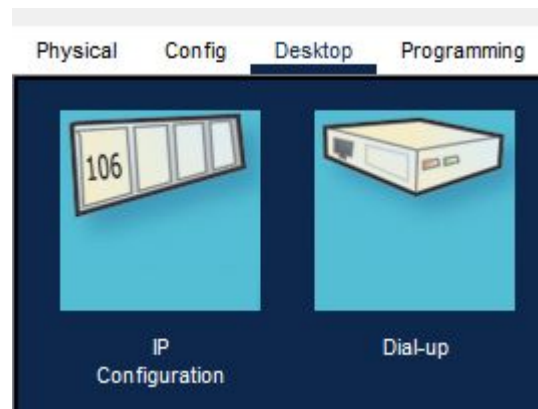 Physical Config Desktop Programming
106
IP
Configuration
Dial-up